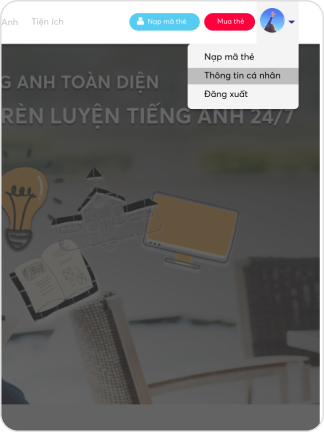 Anh Tiện ích Nạp mã thẻ Mua thẻ
Nạp mã thẻ
Thông tin cá nhân
Đăng xuất
G ANH TOÀN DIỆN
RÈN LUYỆN TIẾNG ANH 24/7